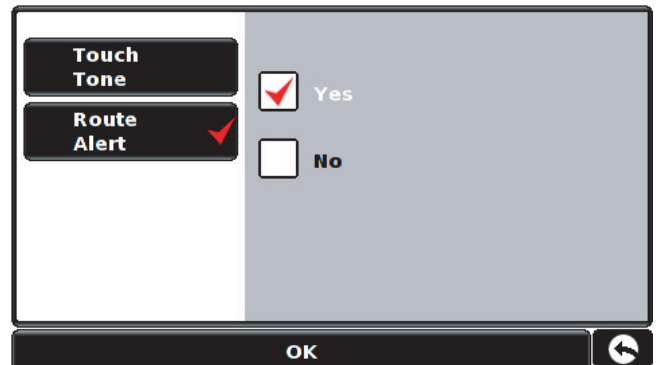 Touch
Tone
Route
Alert
Yes
No
OK